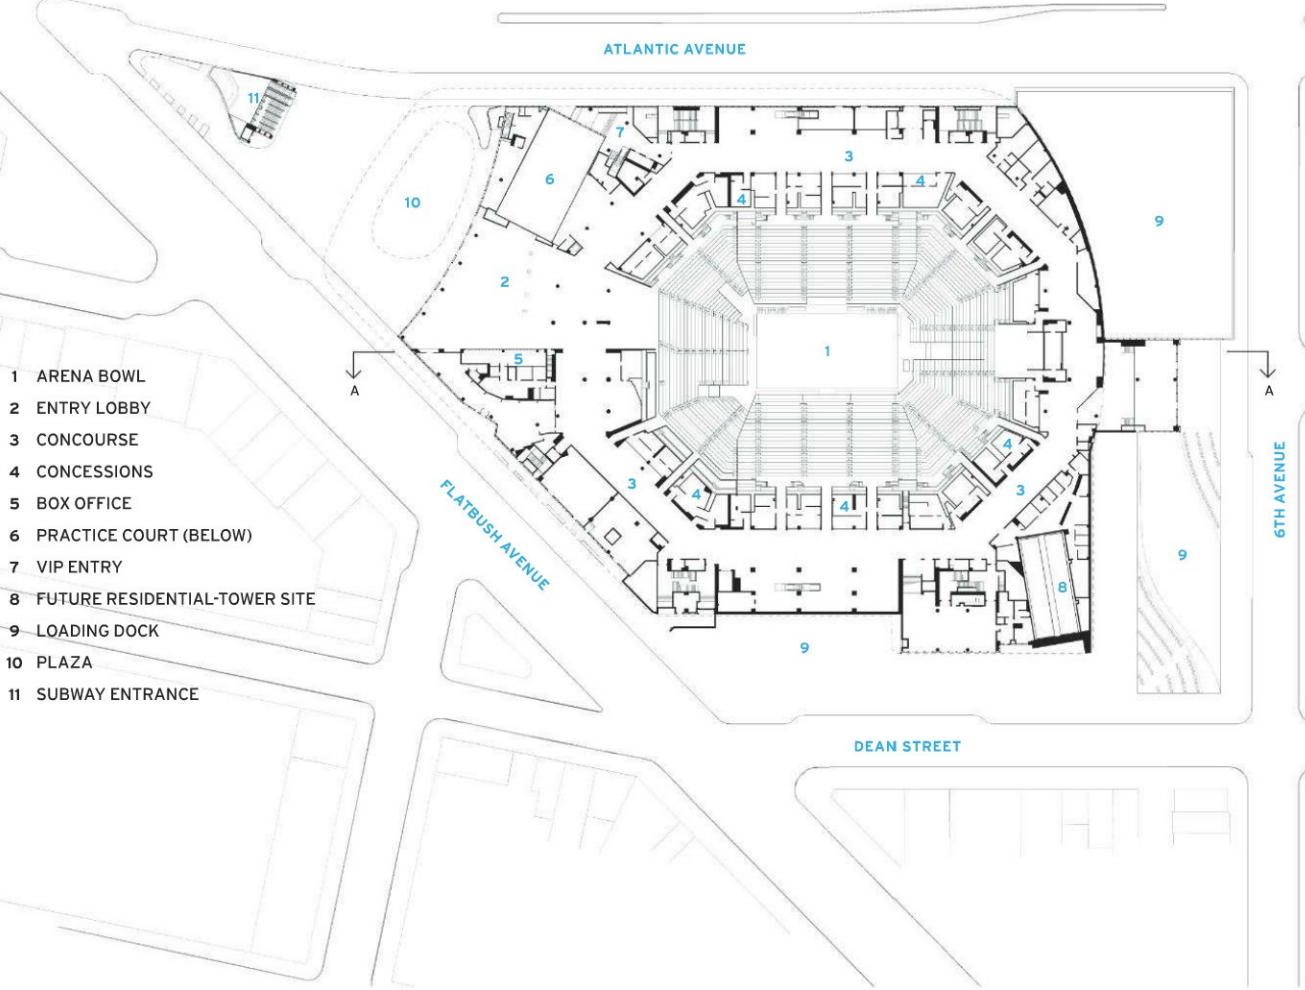 ATLANTIC AVENUE
11
7
3
6
4
4
10
9
2
1
5
A
A
1 ARENA BOWL
2 ENTRY LOBBY
3 CONCOURSE
4 CONCESSIONS
5 BOX OFFICE
6 PRACTICE COURT (BELOW)
7 VIP ENTRY
8 FUTURE RESIDENTIAL-TOWER SITE
9 LOADING DOCK
10 PLAZA
11 SUBWAY ENTRANCE
4
3
3
4
4
FLATBUSH AVENUE
6TH AVENUE
9
8
9
DEAN STREET